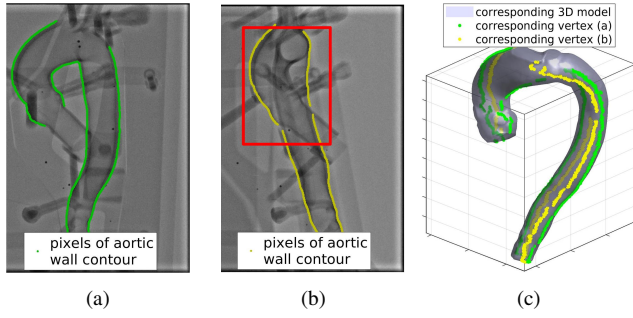 pixels of aortic
wall contour
(a)
pixels of aortic
wall contour
(b)
corresponding 3D model
corresponding vertex (a)
corresponding vertex (b)
(c)